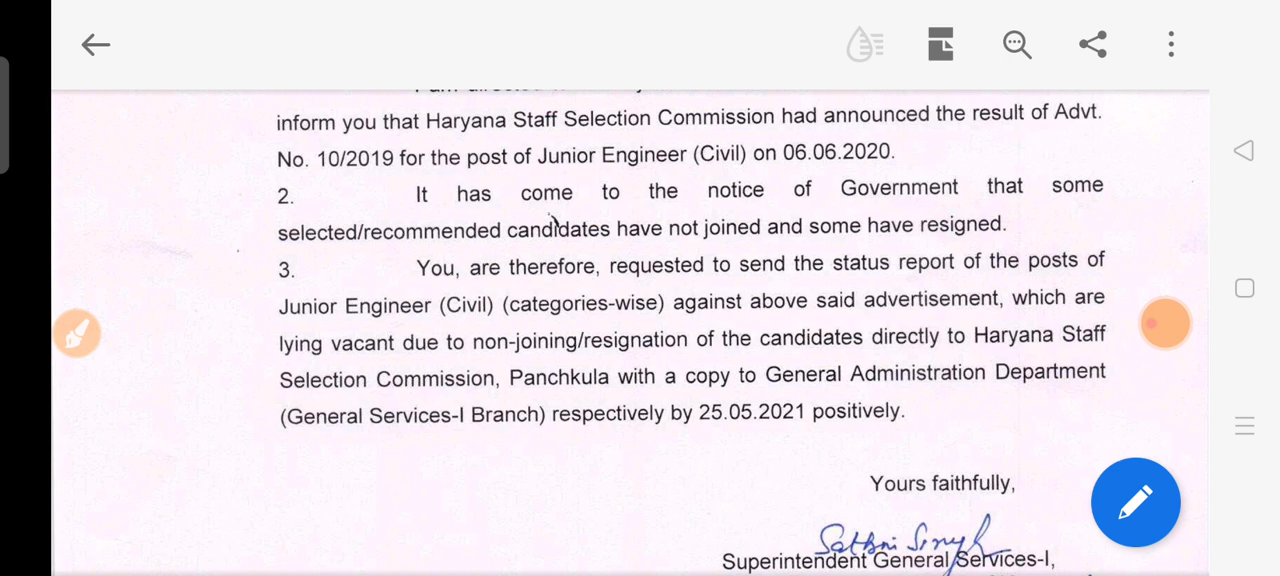 inform you that Haryana Staff Selection Commission had announced the result of Advt.
No. 10/2019 for the post of Junior Engineer (Civil) on 06.06.2020.
2. It has come to the notice of Government that some
selected/recommended candidates have not joined and some have resigned.
3. You, are therefore, requested to send the status report of the posts of
Junior Engineer (Civil) (categories-wise) against above said advertisement, which are
lying vacant due to non-joining/resignation of the candidates directly to Haryana Staff
Selection Commission, Panchkula with a copy to General Administration Department
(General Services-I Branch) respectively by 25.05.2021 positively.
Yours faithfully,
Superintendent General Services-I,